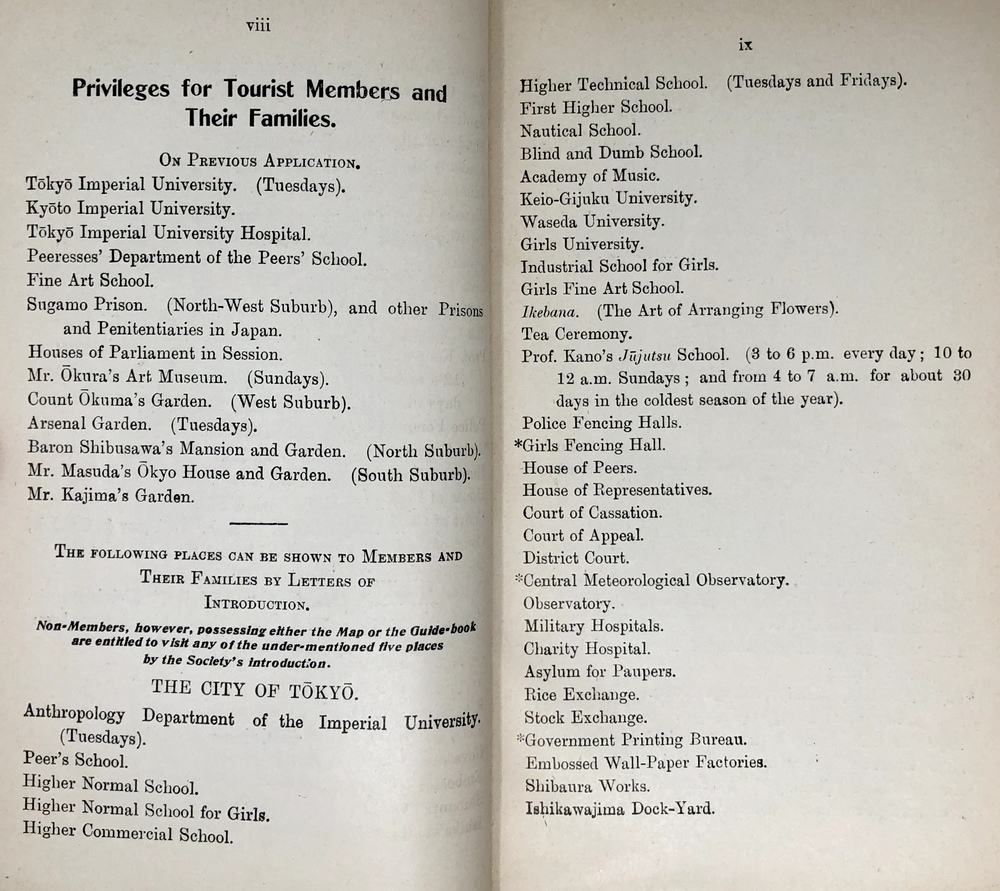 viii
Privileges for Tourist Members and
Their Families.
On Previous Application.
Tōkyō Imperial University. (Tuesdays).
Kyōto Imperial University.
Tōkyō Imperial University Hospital.
Peeresses' Department of the Peers' School.
Fine Art School.
Sugamo Prison. (North-West Suburb), and other Prisons
and Penitentiaries in Japan.
Houses of Parliament in Session.
Mr. Ōkura's Art Museum. (Sundays).
Count Ōkuma's Garden. (West Suburb).
Arsenal Garden. (Tuesdays).
Baron Shibusawa's Mansion and Garden. (North Suburb).
Mr. Masuda's Ōkyo House and Garden. (South Suburb).
Mr. Kajima's Garden.
The following places can be shown to Members and
Their Families by Letters of
Introduction.
Non-Members, however, possessing either the Map or the Guide-book
are entitled to visit any of the under-mentioned five places
by the Society's introduction.
THE CITY OF TŌKYŌ.
Anthropology Department of the Imperial University.
(Tuesdays).
Peer's School.
Higher Normal School.
Higher Normal School for Girls.
Higher Commercial School.
ix
Higher Technical School. (Tuesdays and Fridays).
First Higher School.
Nautical School.
Blind and Dumb School.
Academy of Music.
Keio-Gijuku University.
Waseda University.
Girls University.
Industrial School for Girls.
Girls Fine Art School.
Ikebana. (The Art of Arranging Flowers).
Tea Ceremony.
Prof. Kano's Jūjutsu School. (3 to 6 p.m. every day; 10 to
12 a.m. Sundays; and from 4 to 7 a.m. for about 30
days in the coldest season of the year).
Police Fencing Halls.
*Girls Fencing Hall.
House of Peers.
House of Representatives.
Court of Cassation.
Court of Appeal.
District Court.
*Central Meteorological Observatory.
Observatory.
Military Hospitals.
Charity Hospital.
Asylum for Paupers.
Rice Exchange.
Stock Exchange.
*Government Printing Bureau.
Embossed Wall-Paper Factories.
Shibaura Works.
Ishikawajima Dock-Yard.